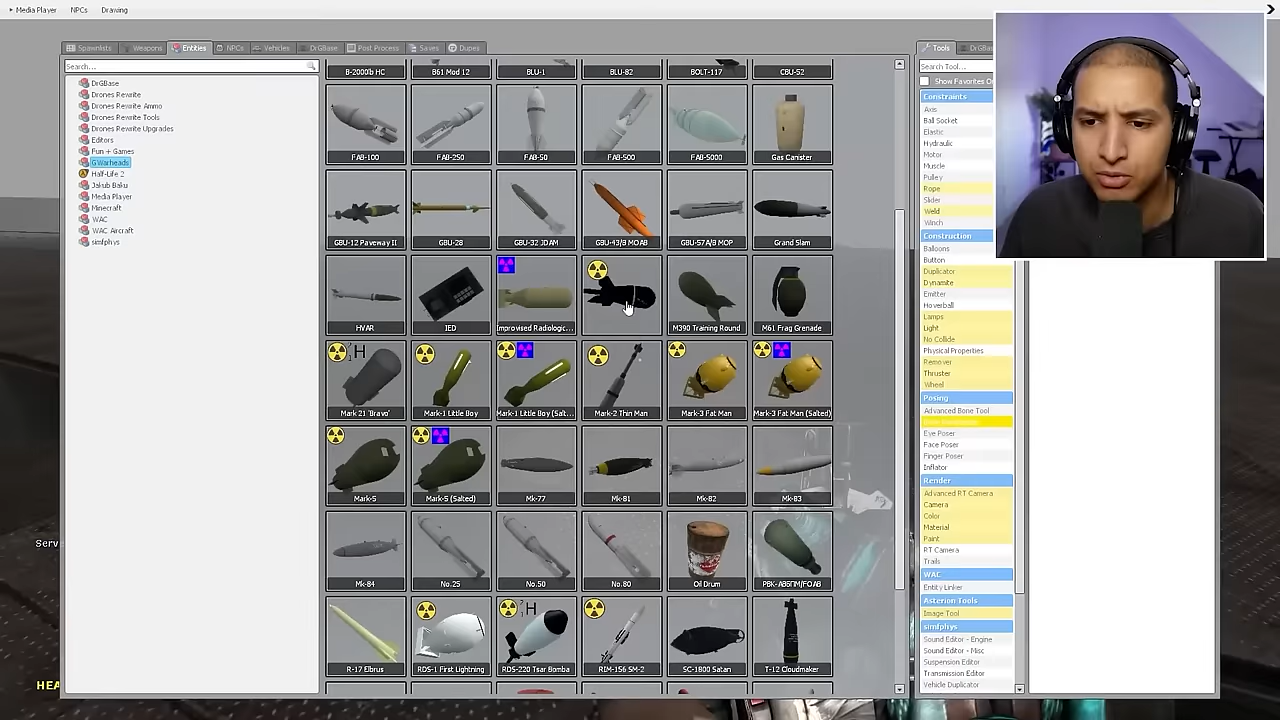 Media Player NPCs Drawing
Spawnlists Weapons Entities NPCs Vehicles DrGBase Post Process Saves Dupes
Search...
DrGBase
Drones Rewrite
Drones Rewrite Ammo
Drones Rewrite Tools
Drones Rewrite Upgrades
Editors
Fun + Games
GWarheads
Half-Life 2
Jakub Baku
Media Player
Minecraft
WAC
WAC Aircraft
simfphys
B-2000lb HC B61 Mod 12 BLU-1 BLU-82 BOLT-117 CBU-52
FAB-100 FAB-250 FAB-50 FAB-500 FAB-5000 Gas Canister
GBU-12 Paveway II GBU-28 GBU-32 JDAM GBU-43/B MOAB GBU-57A/B MOP Grand Slam
HVAR IED Improvised Radiologic... M390 Training Round M61 Frag Grenade
H
Mark 21 'Bravo' Mark-1 Little Boy Mark-1 Little Boy (Salt... Mark-2 Thin Man Mark-3 Fat Man Mark-3 Fat Man (Salted)
Mark-5 Mark-5 (Salted) Mk-77 Mk-81 Mk-82 Mk-83
Mk-84 No.25 No.50 No.80 Oil Drum
H
R-17 Elbrus RDS-1 First Lightning RDS-220 Tsar Bomba RIM-156 SM-2 SC-1800 Satan T-12 Cloudmaker
Serv
HEA
Tools DrGBas
Search Tool...
Show Favorites On
Constraints
Axis
Ball Socket
Elastic
Hydraulic
Motor
Muscle
Pulley
Rope
Slider
Weld
Winch
Construction
Balloons
Button
Duplicator
Dynamite
Emitter
Hoverball
Lamps
Light
No Collide
Physical Properties
Remover
Thruster
Wheel
Posing
Advanced Bone Tool
Eye Poser
Face Poser
Finger Poser
Inflator
Render
Advanced RT Camera
Camera
Color
Material
Paint
RT Camera
Trails
WAC
Entity Linker
Asterion Tools
Image Tool
simfphys
Sound Editor - Engine
Sound Editor - Misc
Suspension Editor
Transmission Editor
Vehicle Duplicator